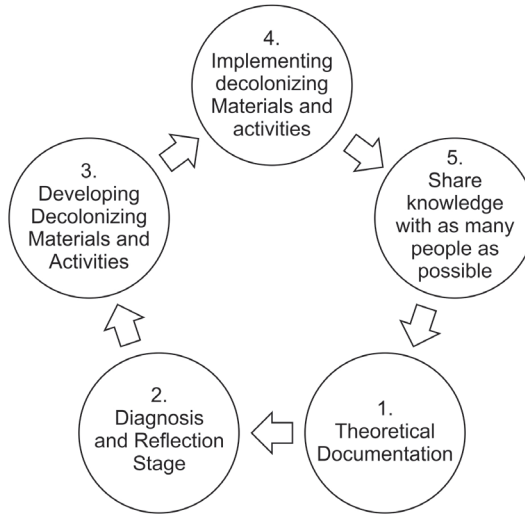 4.
Implementing
decolonizing
Materials and
activities
3.
Developing
Decolonizing
Materials and
Activities
5.
Share
knowledge
with as many
people as
possible
2.
Diagnosis
and Reflection
Stage
1.
Theoretical
Documentation